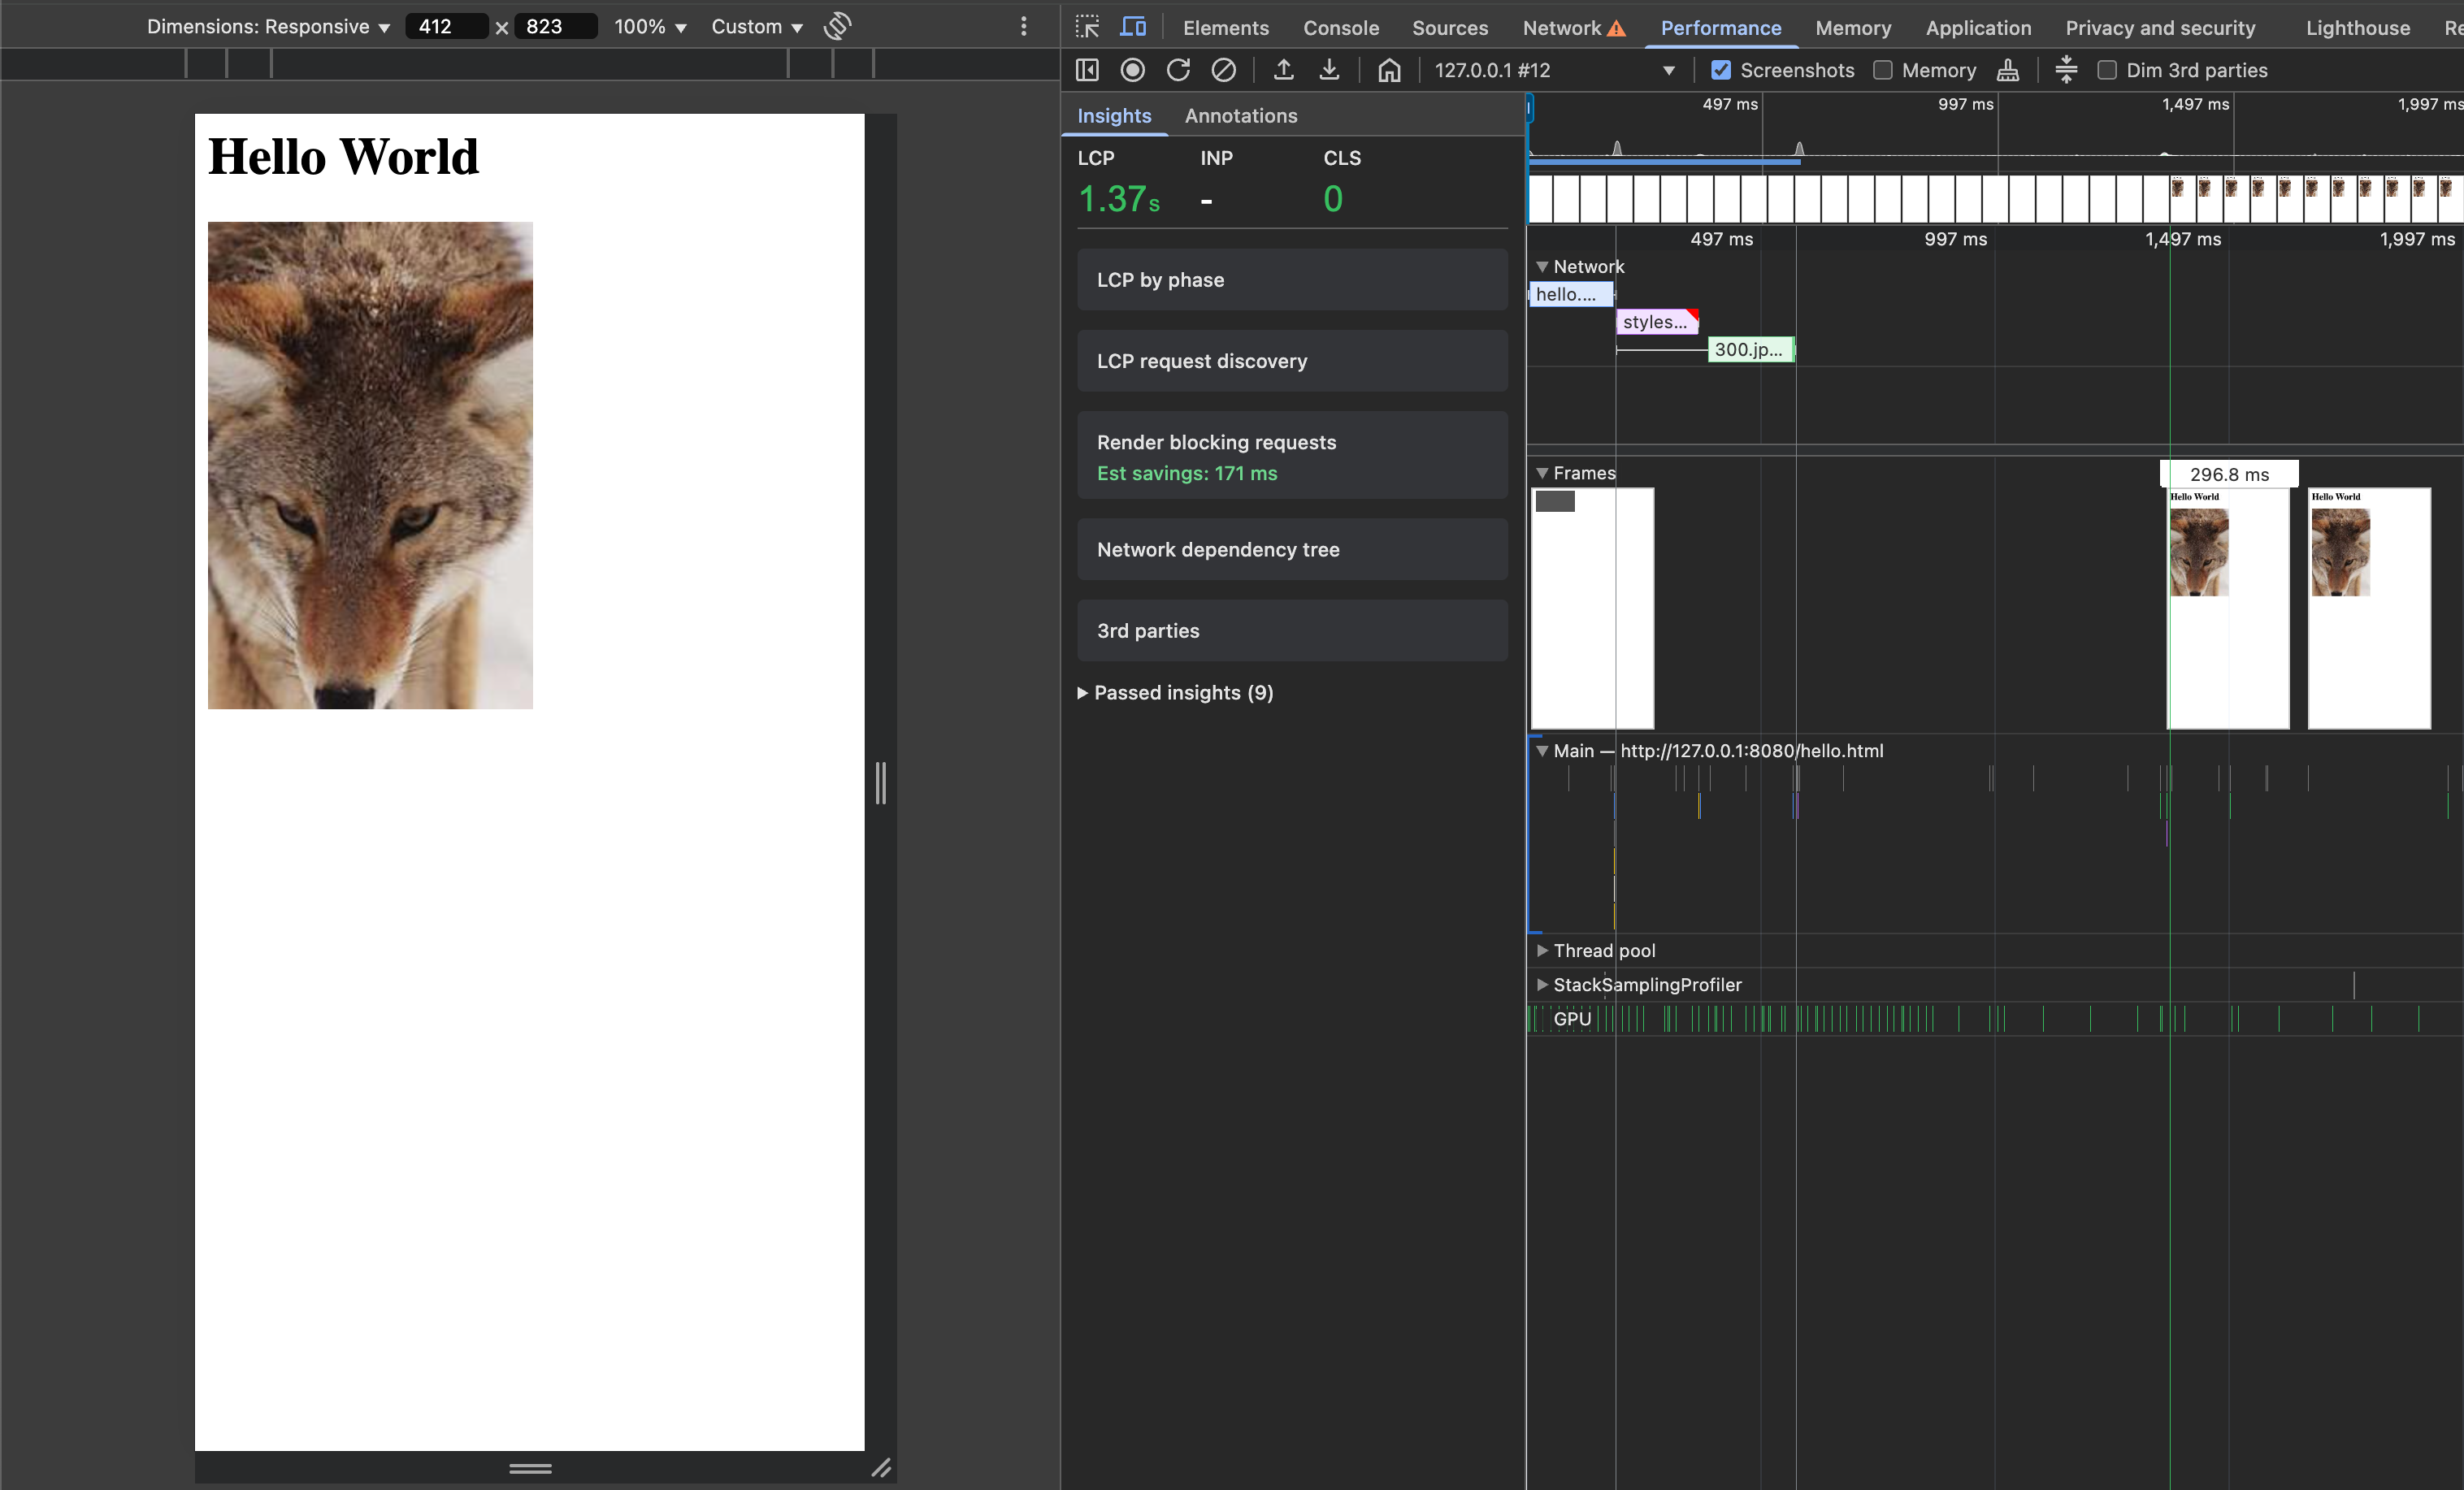 Dimensions: Responsive ▼ 412 × 823 100% ▼ Custom ▼
Elements Console Sources Network Performance Memory Application Privacy and security Lighthouse Re
127.0.0.1 #12 ▼ Screenshots Memory Dim 3rd parties
Hello World
Insights Annotations
LCP INP CLS
1.37 s - 0
LCP by phase
LCP request discovery
Render blocking requests
Est savings: 171 ms
Network dependency tree
3rd parties
Passed insights (9)
497 ms 997 ms 1,497 ms 1,997 ms
497 ms 997 ms 1,497 ms 1,997 ms
Network
hello....
styles...
300.jp...
Frames
296.8 ms
Hello World Hello World
Main — http://127.0.0.1:8080/hello.html
Thread pool
StackSamplingProfiler
GPU